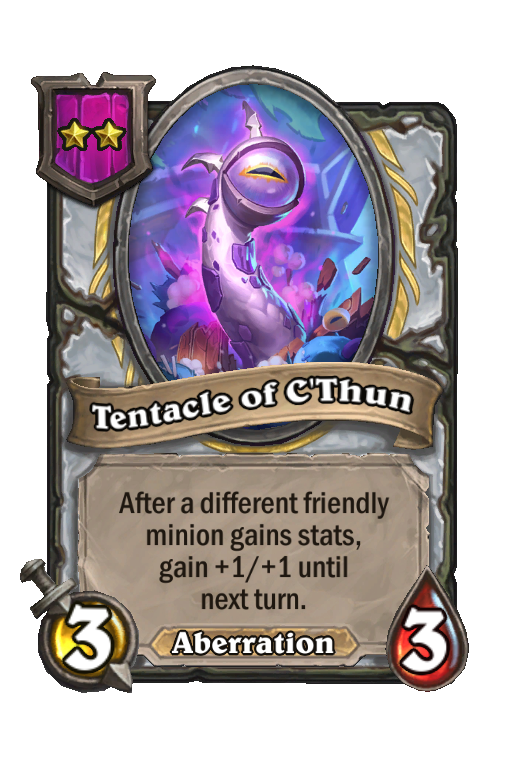 Tentacle of C'Thun
After a different friendly
minion gains stats,
gain +1/+1 until
next turn.
3
Aberration
3